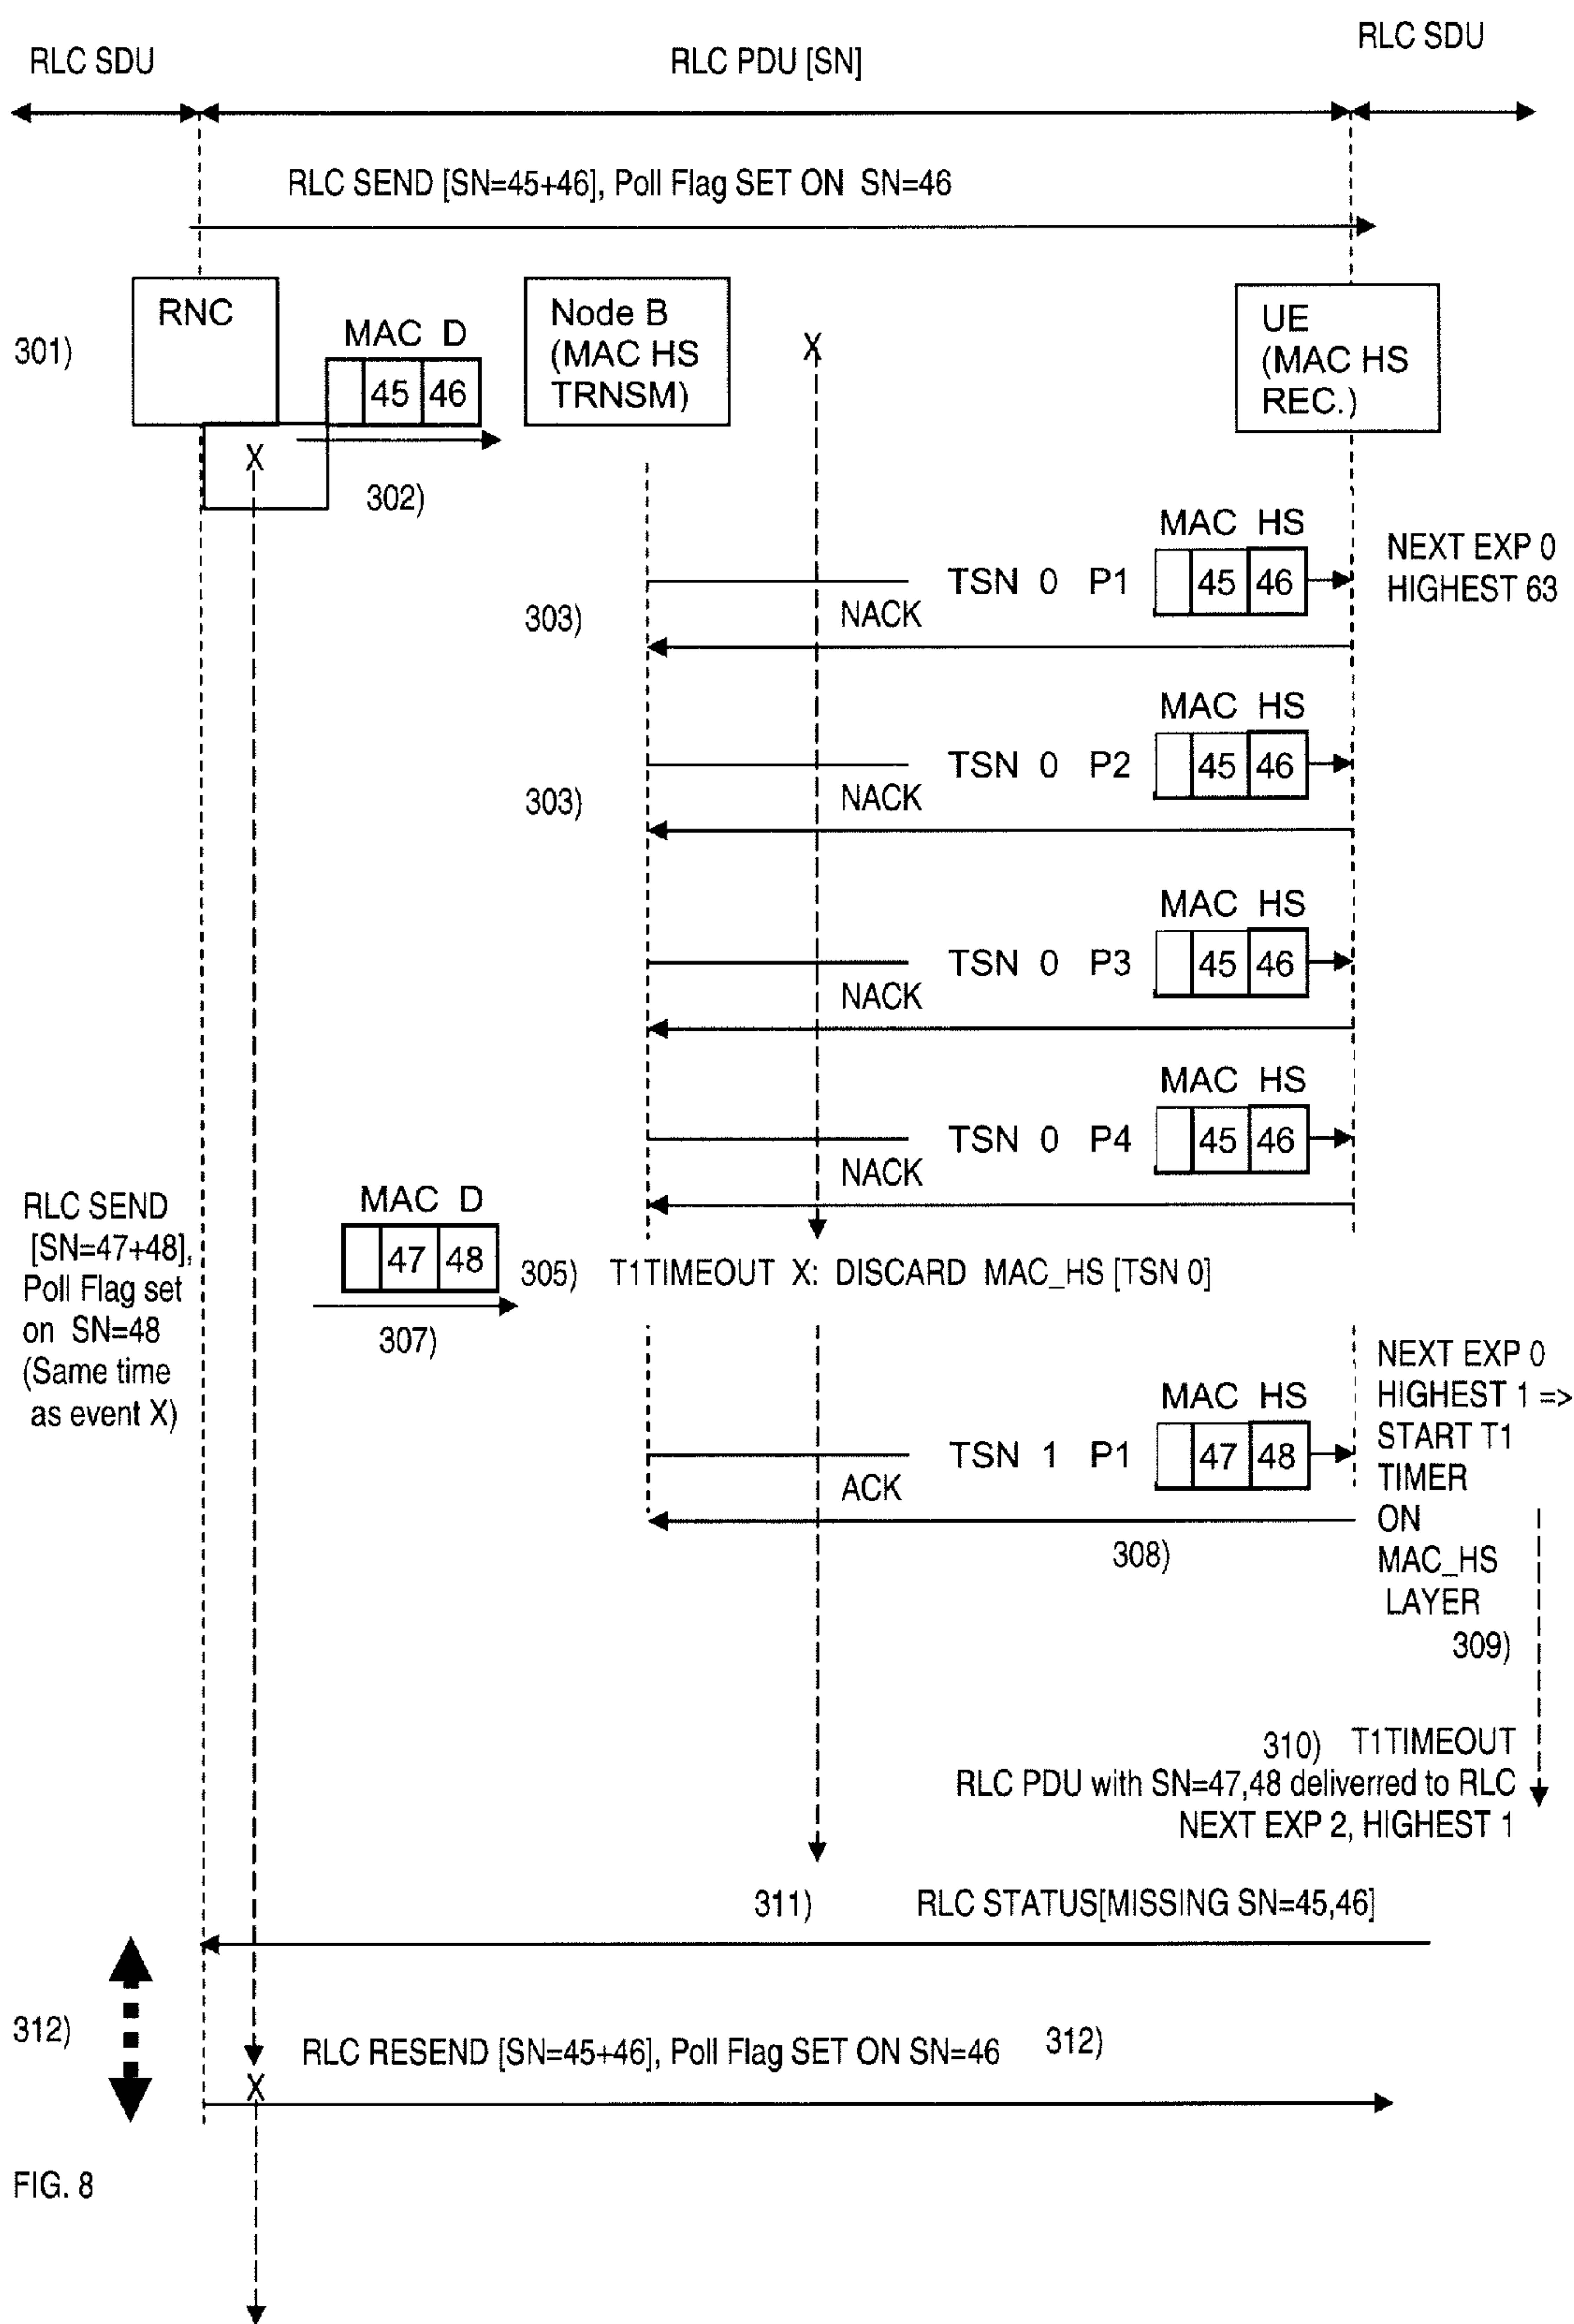 RLC SDU
RLC PDU [SN]
RLC SDU
RLC SEND [SN=45+46], Poll Flag SET ON SN=46
301)
RNC
MAC D
45 46
302)
Node B
(MAC HS
TRNSM)
X
UE
(MAC HS
REC.)
X
MAC HS
TSN 0 P1 45 46
NEXT EXP 0
HIGHEST 63
303)
NACK
MAC HS
TSN 0 P2 45 46
303)
NACK
MAC HS
TSN 0 P3 45 46
NACK
MAC HS
TSN 0 P4 45 46
NACK
RLC SEND
[SN=47+48],
Poll Flag set
on SN=48
(Same time
as event X)
MAC D
47 48
307)
305) T1TIMEOUT X: DISCARD MAC_HS [TSN 0]
MAC HS
TSN 1 P1 47 48
ACK
308)
NEXT EXP 0
HIGHEST 1 =>
START T1
TIMER
ON
MAC_HS
LAYER
309)
310) T1TIMEOUT
RLC PDU with SN=47,48 deliverred to RLC
NEXT EXP 2, HIGHEST 1
311) RLC STATUS[MISSING SN=45,46]
312)
RLC RESEND [SN=45+46], Poll Flag SET ON SN=46 312)
X
FIG. 8